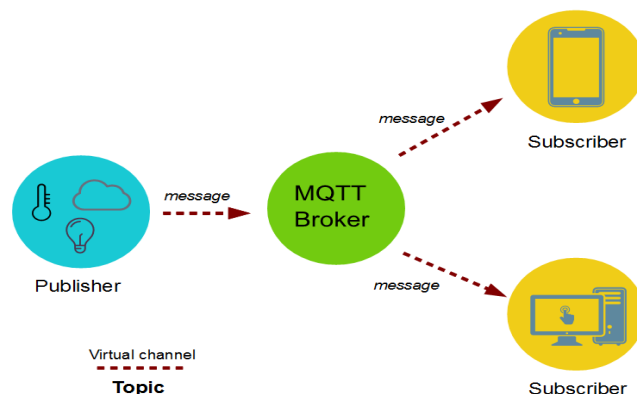 message
Subscriber
message
MQTT
Broker
Publisher
message
Virtual channel
Topic
Subscriber